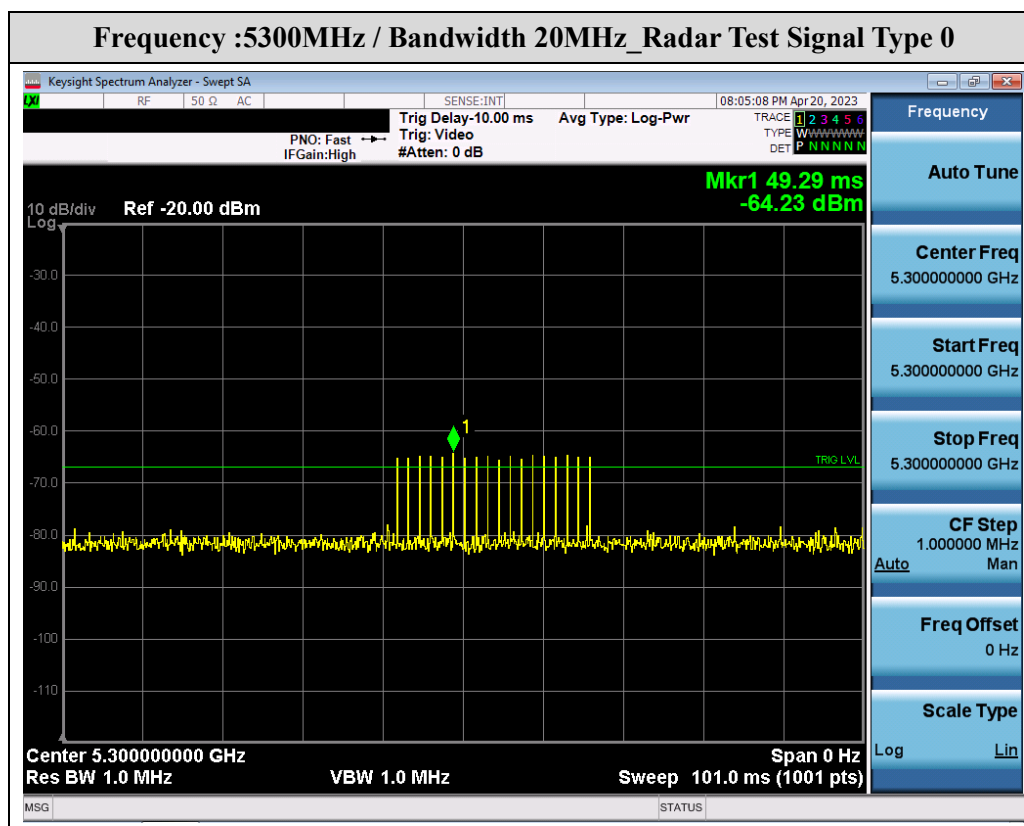 Frequency :5300MHz / Bandwidth 20MHz_Radar Test Signal Type 0
Keysight Spectrum Analyzer - Swept SA
LXI RF 50 Ω AC SENSE:INT 08:05:08 PM Apr 20, 2023
Trig Delay-10.00 ms Avg Type: Log-Pwr TRACE 1 2 3 4 5 6
PNO: Fast Trig: Video TYPE WWWWWW
IFGain:High #Atten: 0 dB DET P N N N N N
Mkr1 49.29 ms
-64.23 dBm
10 dB/div Ref -20.00 dBm
Log
-30.0
-40.0
-50.0
-60.0
1
TRIG LVL
-70.0
-80.0
-90.0
-100
-110
Center 5.300000000 GHz Span 0 Hz
Res BW 1.0 MHz VBW 1.0 MHz Sweep 101.0 ms (1001 pts)
MSG STATUS
Frequency
Auto Tune
Center Freq
5.300000000 GHz
Start Freq
5.300000000 GHz
Stop Freq
5.300000000 GHz
CF Step
1.000000 MHz
Auto Man
Freq Offset
0 Hz
Scale Type
Log Lin